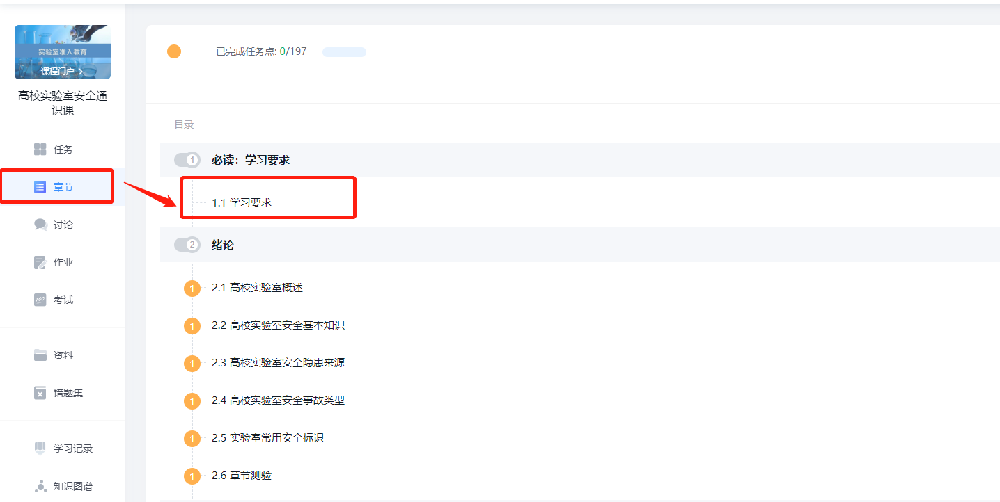 实验室准入教育
课程门户 >
高校实验室安全通
识课
任务
章节
讨论
作业
100
考试
资料
错题集
学习记录
知识图谱
已完成任务点: 0/197
目录
1 必读：学习要求
1.1 学习要求
2 绪论
1 2.1 高校实验室概述
1 2.2 高校实验室安全基本知识
1 2.3 高校实验室安全隐患来源
1 2.4 高校实验室安全事故类型
1 2.5 实验室常用安全标识
1 2.6 章节测验